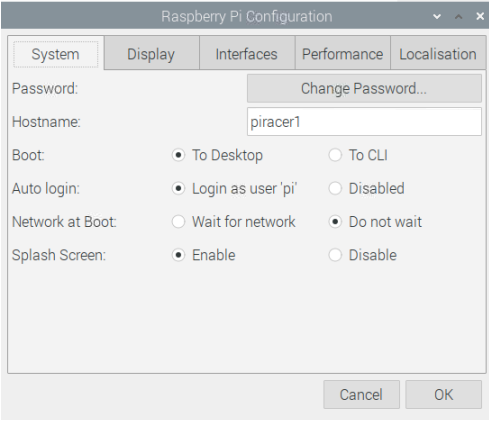 Raspberry Pi Configuration
System Display Interfaces Performance Localisation
Password: Change Password...
Hostname: piracer1
Boot: To Desktop To CLI
Auto login: Login as user 'pi' Disabled
Network at Boot: Wait for network Do not wait
Splash Screen: Enable Disable
Cancel OK